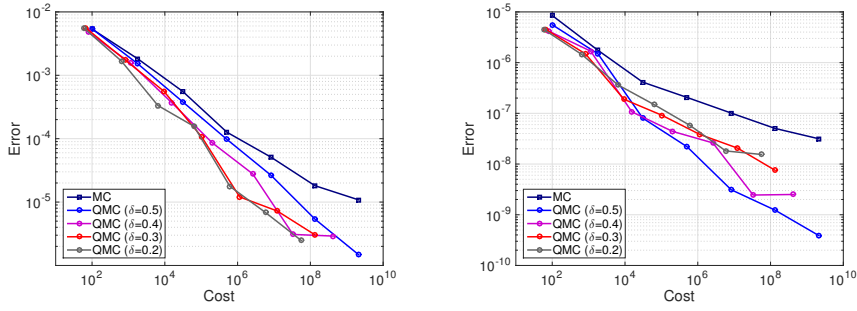 10^-2
10^-3
10^-4
10^-5
Error
10^2
10^4
10^6
10^8
10^10
Cost
MC
QMC (δ=0.5)
QMC (δ=0.4)
QMC (δ=0.3)
QMC (δ=0.2)
10^-5
10^-6
10^-7
10^-8
10^-9
10^-10
Error
10^2
10^4
10^6
10^8
10^10
Cost
MC
QMC (δ=0.5)
QMC (δ=0.4)
QMC (δ=0.3)
QMC (δ=0.2)